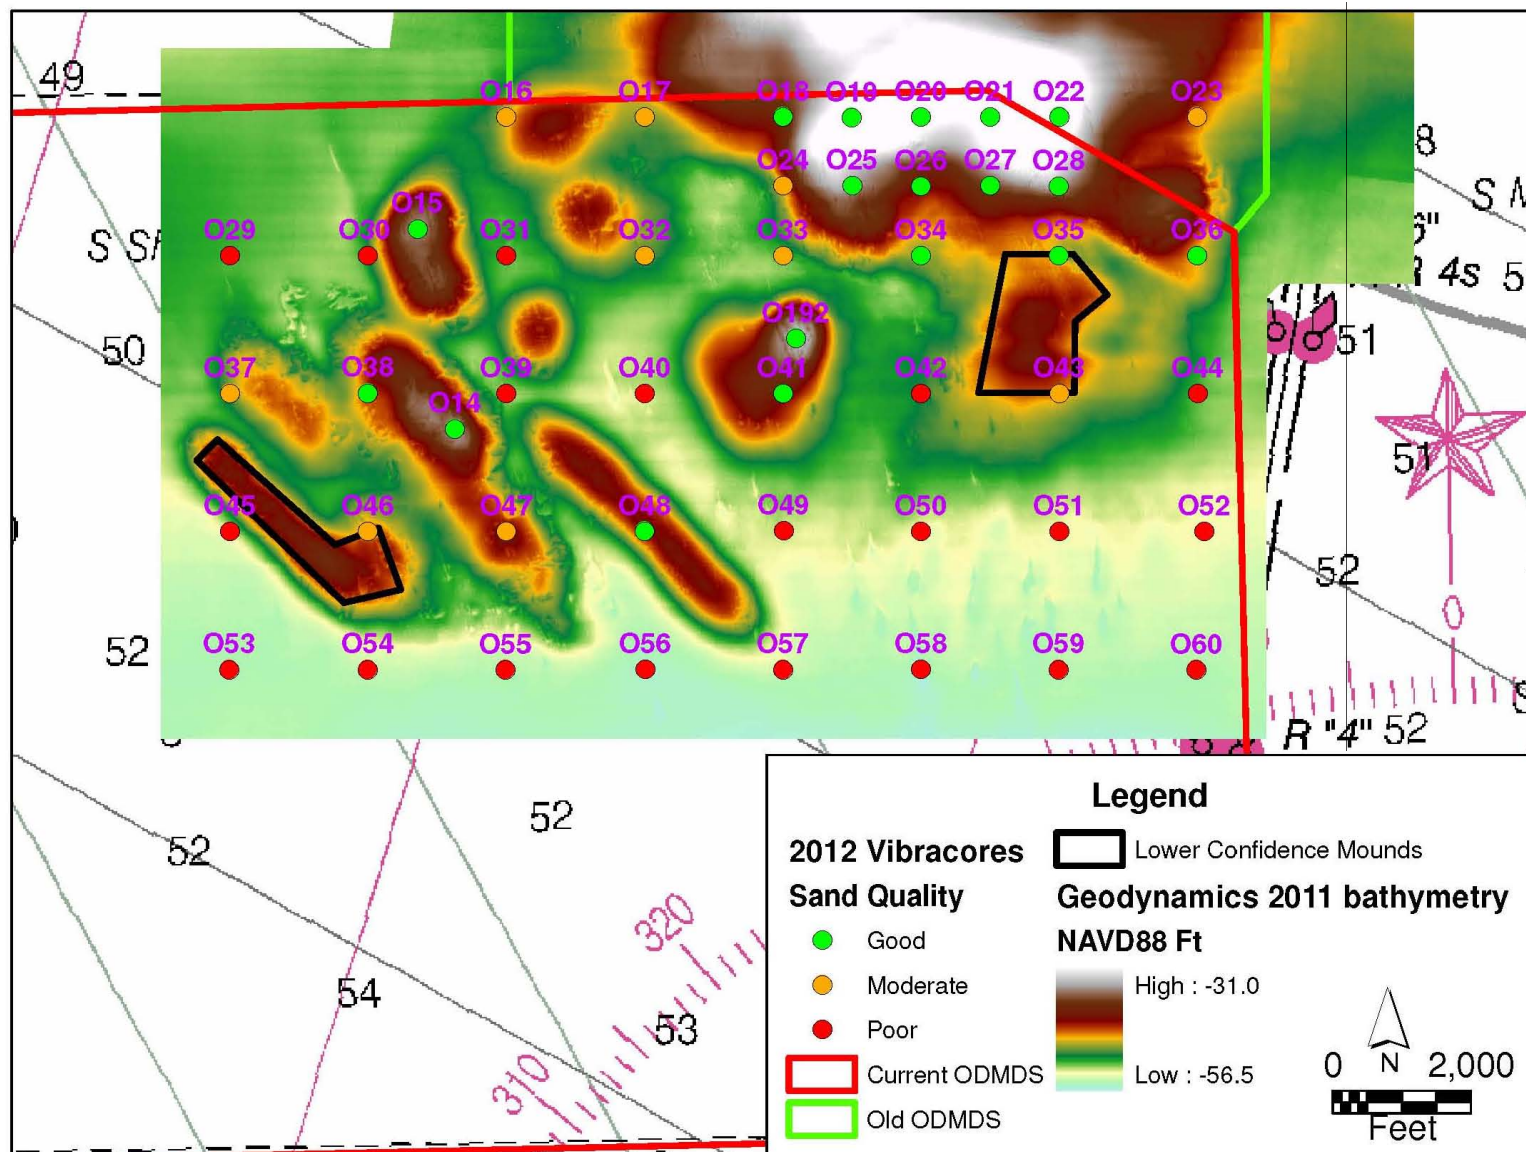 49
O16 O17 O18 O19 O20 O21 O22 O23
8
O24 O25 O26 O27 O28
S M
O15
O29 O30 O31 O32 O33 O34 O35 O36
6"
S SI
R 4s 5
O192
50
51
O37 O38 O39 O40 O41 O42 O43 O44
O14
51
O45 O46 O47 O48 O49 O50 O51 O52
52
O53 O54 O55 O56 O57 O58 O59 O60
52
R "4" 52
52
52
54
53
320
310
Legend
2012 Vibracores
Sand Quality
Good
Moderate
Poor
Current ODMDS
Old ODMDS
Lower Confidence Mounds
Geodynamics 2011 bathymetry
NAVD88 Ft
High : -31.0
Low : -56.5
N
0 2,000
Feet